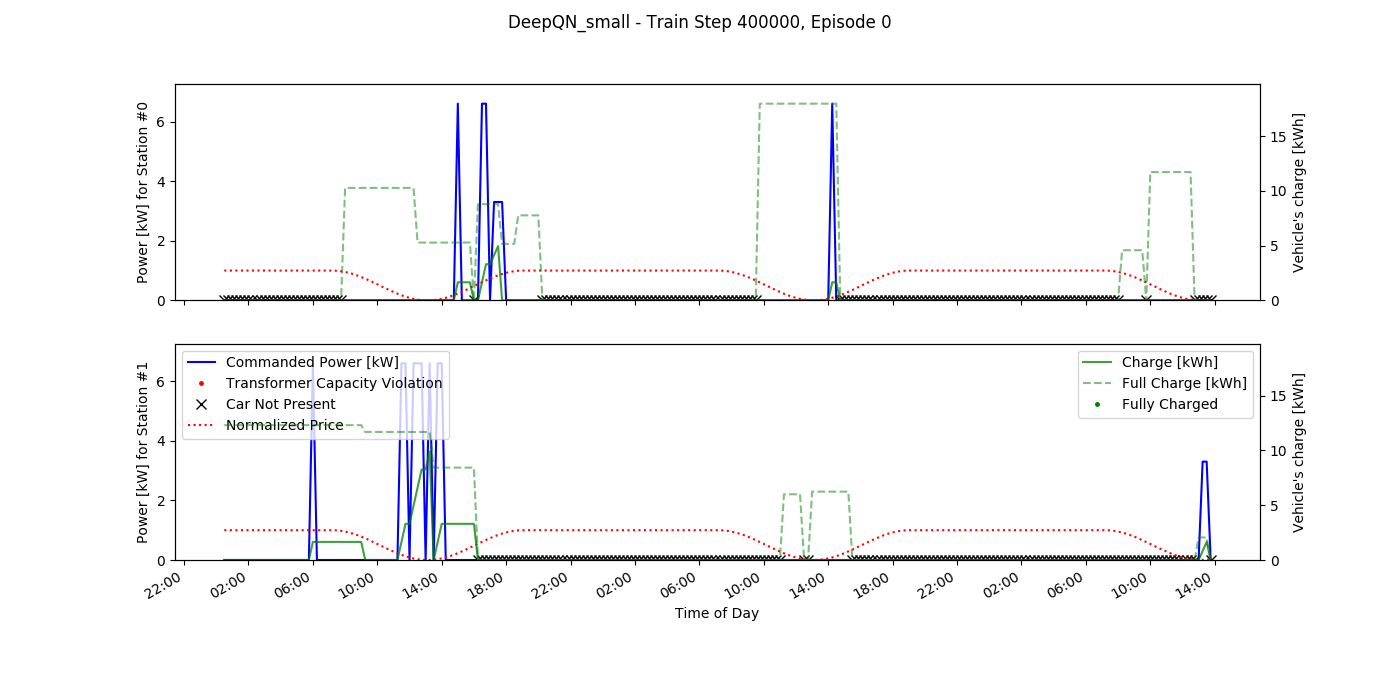 DeepQN_small - Train Step 400000, Episode 0
Power [kW] for Station #0
6
4
2
0
15
10
5
0
Vehicle's charge [kWh]
Power [kW] for Station #1
6
4
2
0
Commanded Power [kW]
Transformer Capacity Violation
Car Not Present
Normalized Price
Charge [kWh]
Full Charge [kWh]
Fully Charged
15
10
5
0
Vehicle's charge [kWh]
22:00 02:00 06:00 10:00 14:00 18:00 22:00 02:00 06:00 10:00 14:00 18:00 22:00 02:00 06:00 10:00 14:00
Time of Day